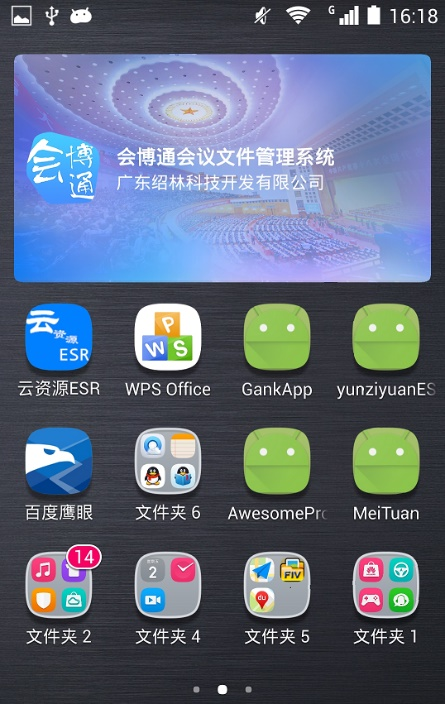 G 16:18
会博通
会博通会议文件管理系统
广东绍林科技开发有限公司
云资源 ESR
W P S
云资源ESR
WPS Office
GankApp
yunziyuanES
百度鹰眼
文件夹 6
AwesomePro
MeiTuan
14
2
du
FIV
文件夹 2
文件夹 4
文件夹 5
文件夹 1